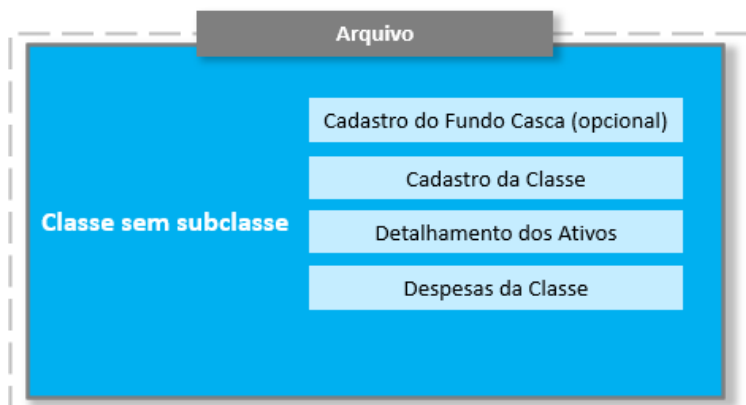 Arquivo
Cadastro do Fundo Casca (opcional)
Cadastro da Classe
Classe sem subclasse
Detalhamento dos Ativos
Despesas da Classe